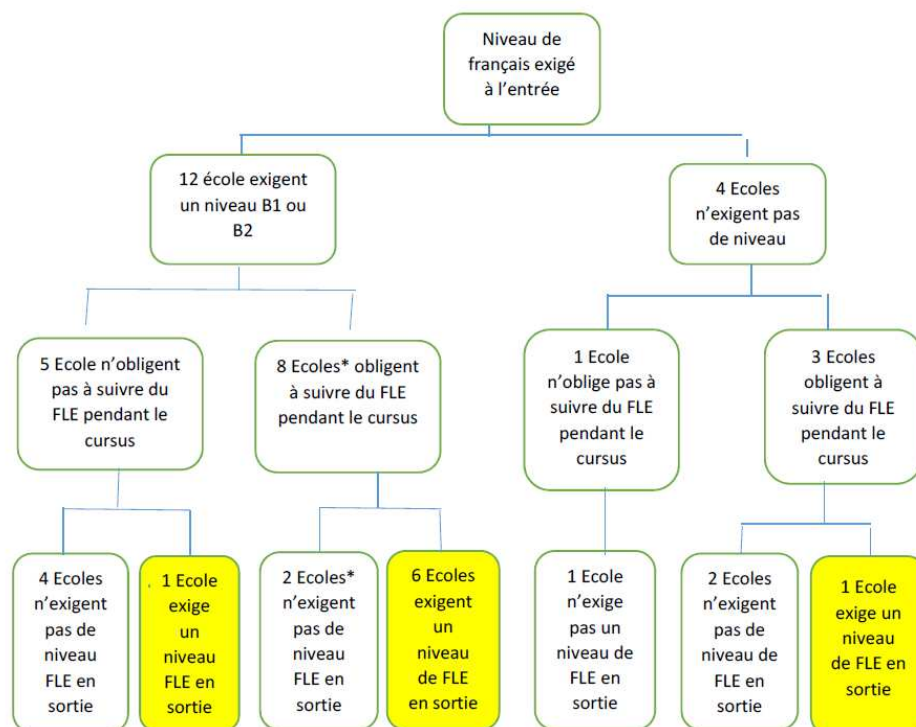 Niveau de
français exigé
à l'entrée
12 école exigent
un niveau B1 ou
B2
4 Ecoles
n'exigent pas
de niveau
5 Ecole n'obligent
pas à suivre du
FLE pendant le
cursus
8 Ecoles* obligent
à suivre du FLE
pendant le cursus
1 Ecole
n'oblige pas à
suivre du FLE
pendant le
cursus
3 Ecoles
obligent à
suivre du FLE
pendant le
cursus
4 Ecoles
n'exigent
pas de
niveau
FLE en
sortie
1 Ecole
exige
un
niveau
FLE en
sortie
2 Ecoles*
n'exigent
pas de
niveau
FLE en
sortie
6 Ecoles
exigent
un
niveau
de FLE
en
sortie
1 Ecole
n'exige
pas un
niveau de
FLE en
sortie
2 Ecoles
n'exigent
pas de
niveau de
FLE en
sortie
1 Ecole
exige un
niveau
de FLE en
sortie